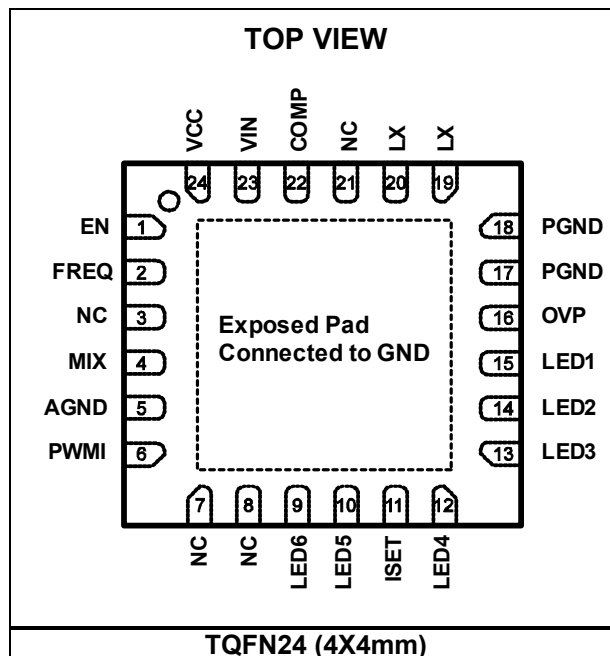 TOP VIEW
VCC VIN COMP NC LX LX
24 23 22 21 20 19
EN 1 18 PGND
FREQ 2 17 PGND
NC 3 16 OVP
Exposed Pad
Connected to GND
MIX 4 15 LED1
AGND 5 14 LED2
PWMI 6 13 LED3
7 8 9 10 11 12
NC NC LED6 LED5 ISET LED4
TQFN24 (4X4mm)